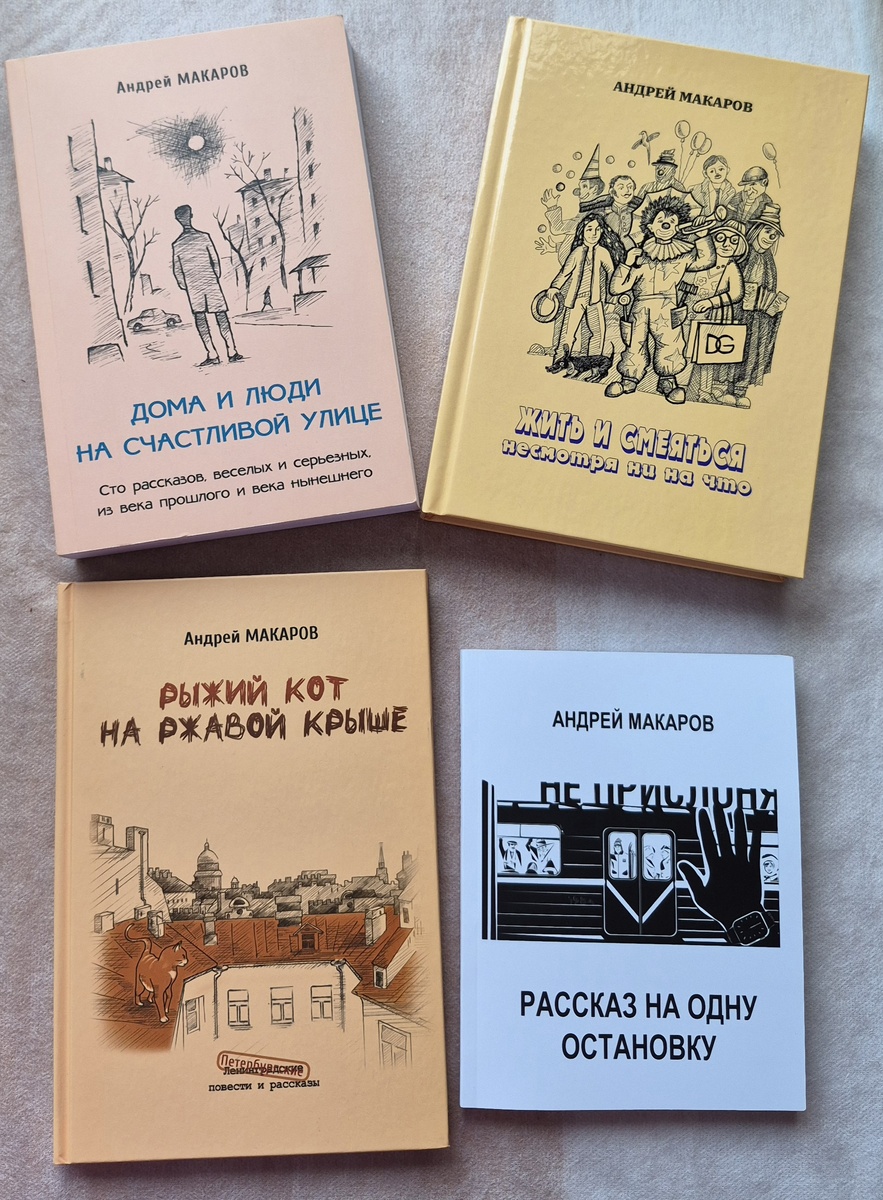 Андрей МАКАРОВ
ДОМА И ЛЮДИ
НА СЧАСТЛИВОЙ УЛИЦЕ
Сто рассказов, веселых и серьезных,
из века прошлого и века нынешнего
АНДРЕЙ МАКАРОВ
DG
ЖИТЬ И СМЕЯТЬСЯ
несмотря ни на что
Андрей МАКАРОВ
РЫЖИЙ КОТ
НА РЖАВОЙ КРЫШЕ
Петербургские
Ленинградские
повести и рассказы
АНДРЕЙ МАКАРОВ
НЕ ПРИСЛОНЯ
РАССКАЗ НА ОДНУ
ОСТАНОВКУ